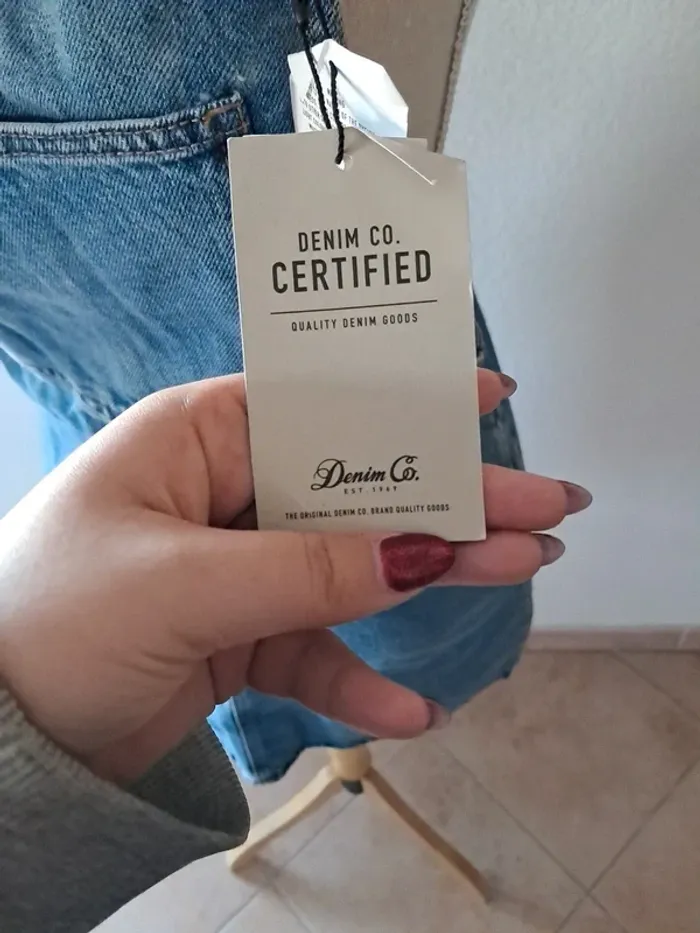 DENIM CO.
CERTIFIED
QUALITY DENIM GOODS
Denim Co.
EST. 1969
THE ORIGINAL DENIM CO. BRAND QUALITY GOODS